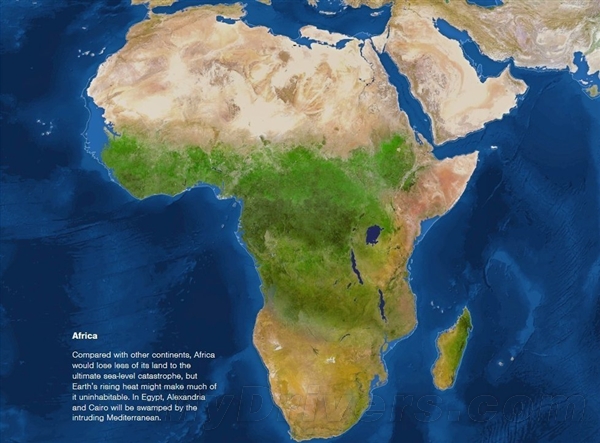 Africa
Compared with other continents, Africa
would lose less of its land to the
ultimate sea-level catastrophe, but
Earth's rising heat might make much of
it uninhabitable. In Egypt, Alexandria
and Cairo will be swamped by the
intruding Mediterranean.